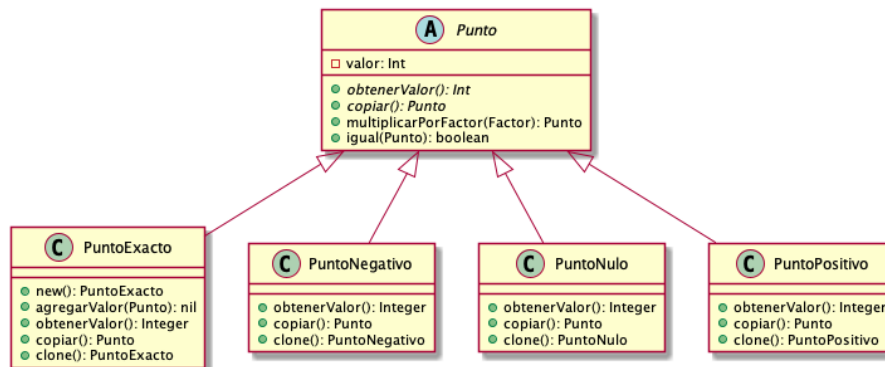 A Punto
valor: Int
obtenerValor(): Int
copiar(): Punto
multiplicarPorFactor(Factor): Punto
igual(Punto): boolean
C PuntoExacto
new(): PuntoExacto
agregarValor(Punto): nil
obtenerValor(): Integer
copiar(): Punto
clone(): PuntoExacto
C PuntoNegativo
obtenerValor(): Integer
copiar(): Punto
clone(): PuntoNegativo
C PuntoNulo
obtenerValor(): Integer
copiar(): Punto
clone(): PuntoNulo
C PuntoPositivo
obtenerValor(): Integer
copiar(): Punto
clone(): PuntoPositivo